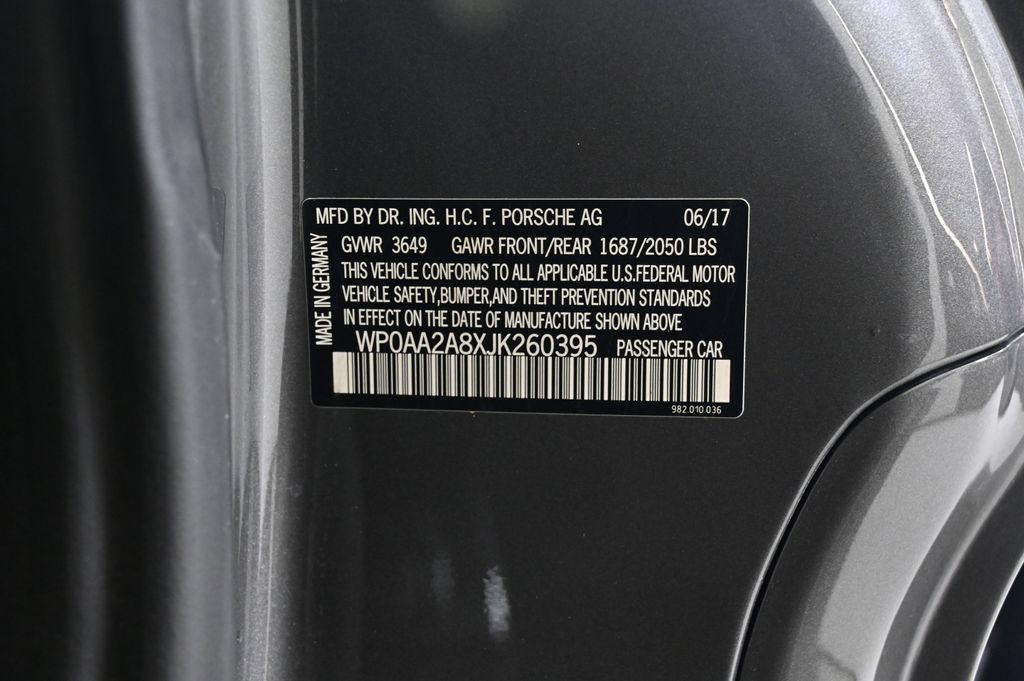 MFD BY DR. ING. H.C. F. PORSCHE AG 06/17
GVWR 3649 GAWR FRONT/REAR 1687/2050 LBS
THIS VEHICLE CONFORMS TO ALL APPLICABLE U.S.FEDERAL MOTOR
VEHICLE SAFETY,BUMPER,AND THEFT PREVENTION STANDARDS
IN EFFECT ON THE DATE OF MANUFACTURE SHOWN ABOVE
WP0AA2A8XJK260395 PASSENGER CAR
982.010.036
MADE IN GERMANY